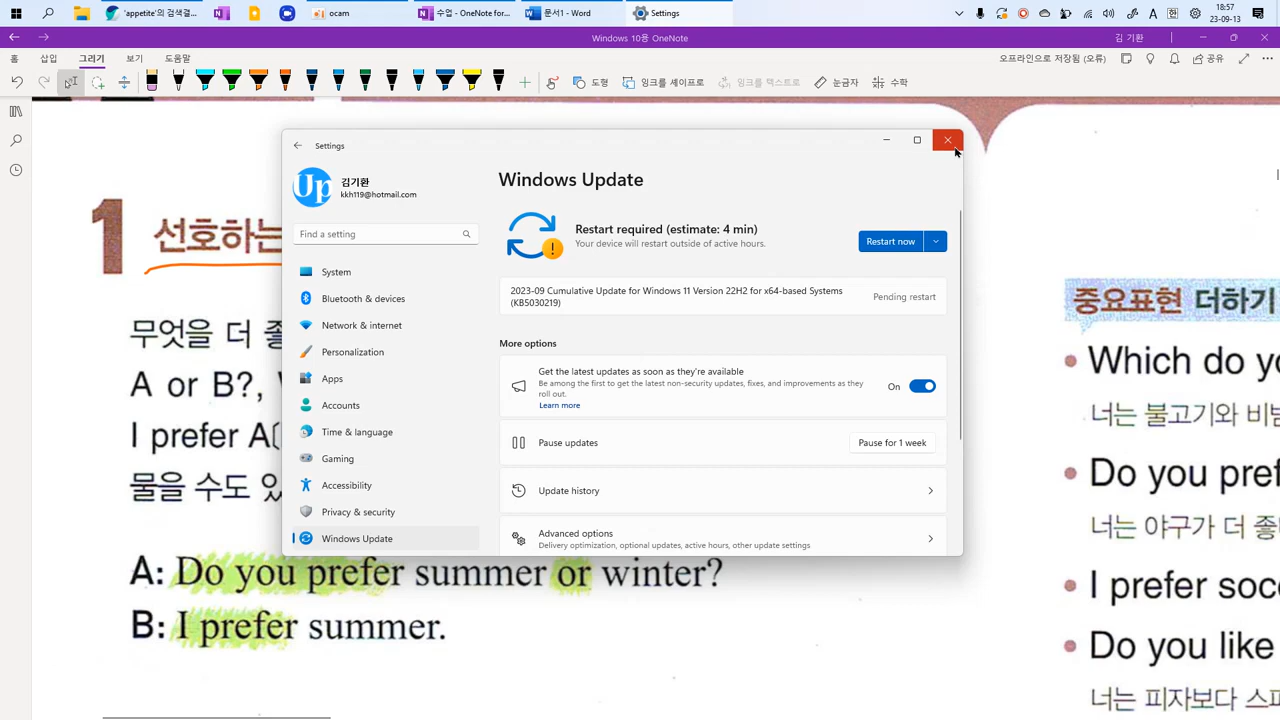 'appetite'의 검색결...
ocam
수업 - OneNote for...
문서1 - Word
Settings
A
한
18:57
23-09-13
Windows 10용 OneNote
김 기환
홈
삽입
그리기
보기
도움말
오프라인으로 저장됨 (오류)
공유
도형
잉크를 셰이프로
잉크를 텍스트로
눈금자
수학
Settings
김기환
kkh119@hotmail.com
Find a setting
System
Bluetooth & devices
Network & internet
Personalization
Apps
Accounts
Time & language
Gaming
Accessibility
Privacy & security
Windows Update
Windows Update
Restart required (estimate: 4 min)
Your device will restart outside of active hours.
Restart now
2023-09 Cumulative Update for Windows 11 Version 22H2 for x64-based Systems
(KB5030219)
Pending restart
More options
Get the latest updates as soon as they're available
Be among the first to get the latest non-security updates, fixes, and improvements as they
roll out.
Learn more
On
Pause updates
Pause for 1 week
Update history
Advanced options
Delivery optimization, optional updates, active hours, other update settings
1 선호하는
무엇을 더 좋
A or B?,
I prefer A(
물을 수도 있
A: Do you prefer summer or winter?
B: I prefer summer.
중요표현 더하기
Which do yo
너는 불고기와 비빔
Do you pref
너는 야구가 더 좋
I prefer socc
Do you like
너는 피자보다 스파